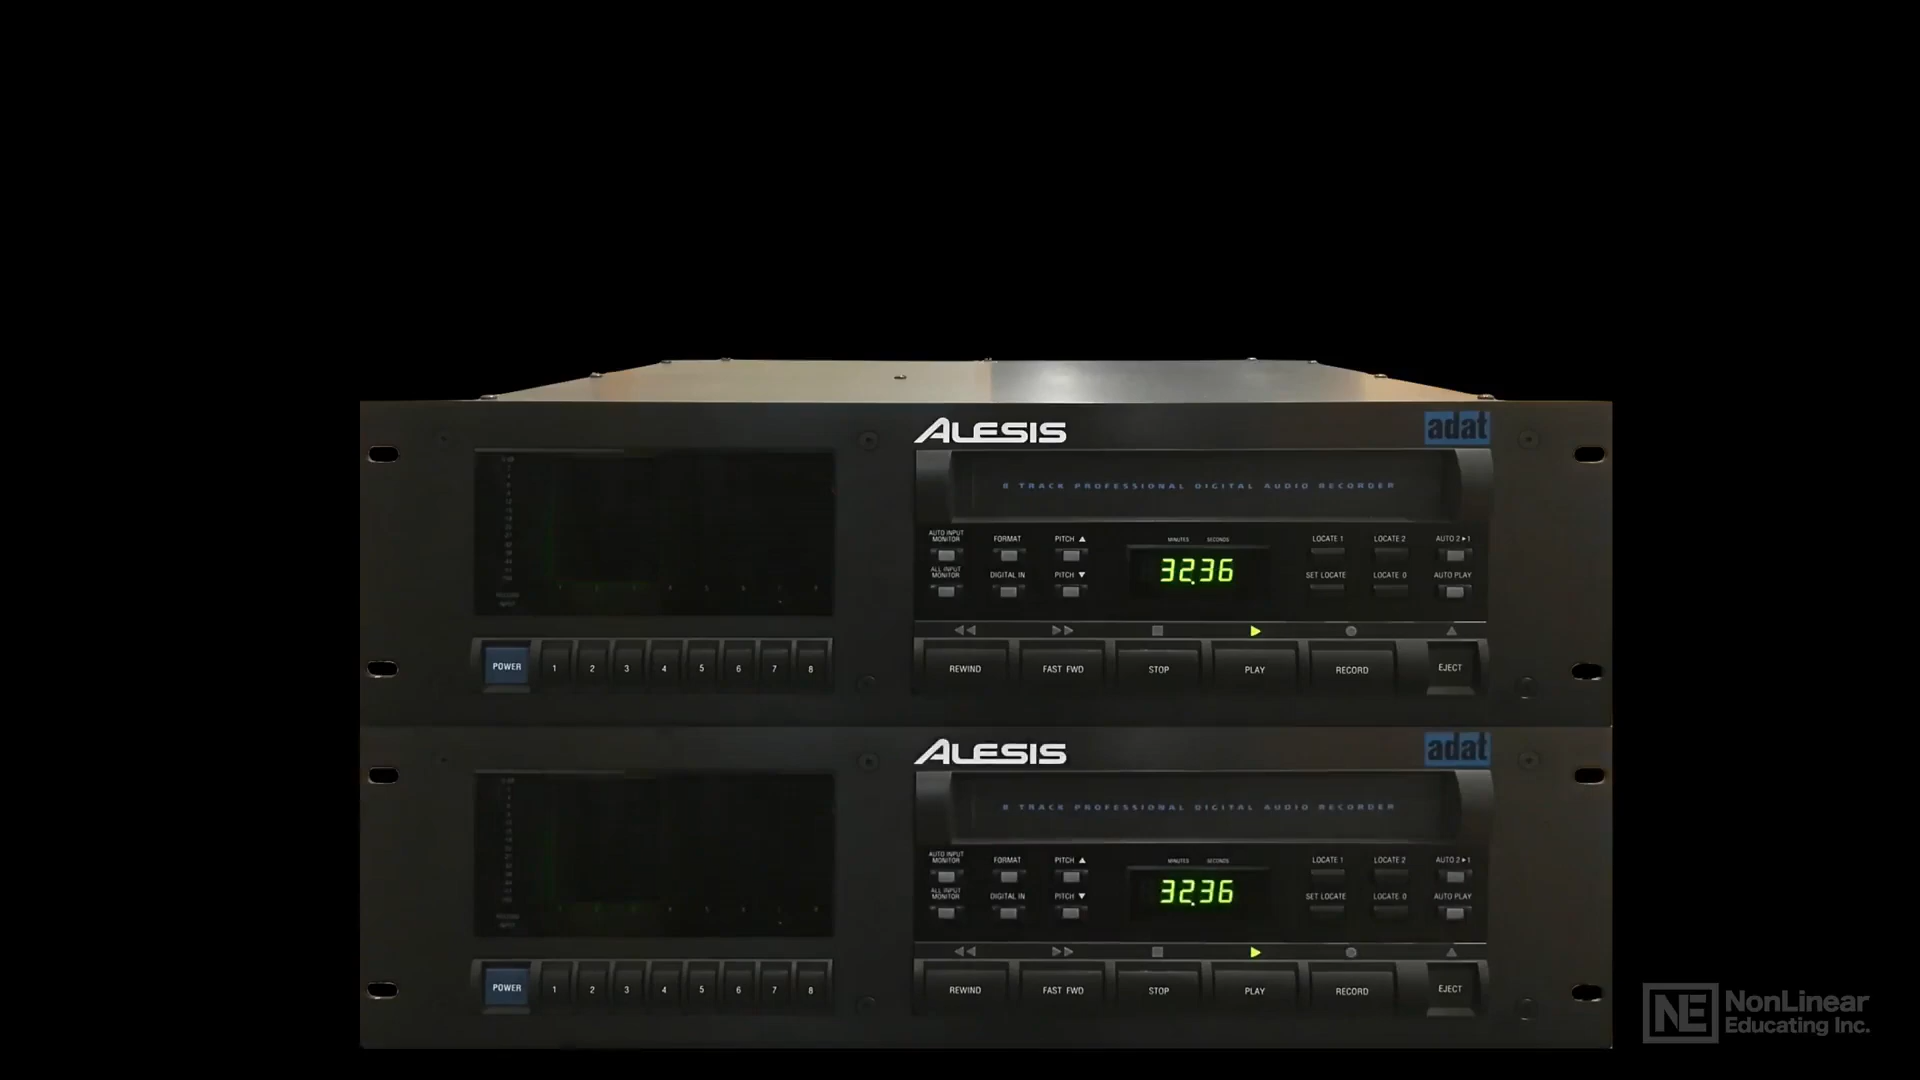 ALESIS
adat
8 TRACK PROFESSIONAL DIGITAL AUDIO RECORDER
AUTO INPUT MONITOR
FORMAT
PITCH ▲
MINUTES SECONDS
LOCATE 1
LOCATE 2
AUTO 2▸1
32.36
ALL INPUT MONITOR
DIGITAL IN
PITCH ▼
SET LOCATE
LOCATE 0
AUTO PLAY
POWER 1 2 3 4 5 6 7 8
REWIND FAST FWD STOP PLAY RECORD EJECT
ALESIS
adat
8 TRACK PROFESSIONAL DIGITAL AUDIO RECORDER
AUTO INPUT MONITOR
FORMAT
PITCH ▲
MINUTES SECONDS
LOCATE 1
LOCATE 2
AUTO 2▸1
32.36
ALL INPUT MONITOR
DIGITAL IN
PITCH ▼
SET LOCATE
LOCATE 0
AUTO PLAY
POWER 1 2 3 4 5 6 7 8
REWIND FAST FWD STOP PLAY RECORD EJECT
NE NonLinear
Educating Inc.